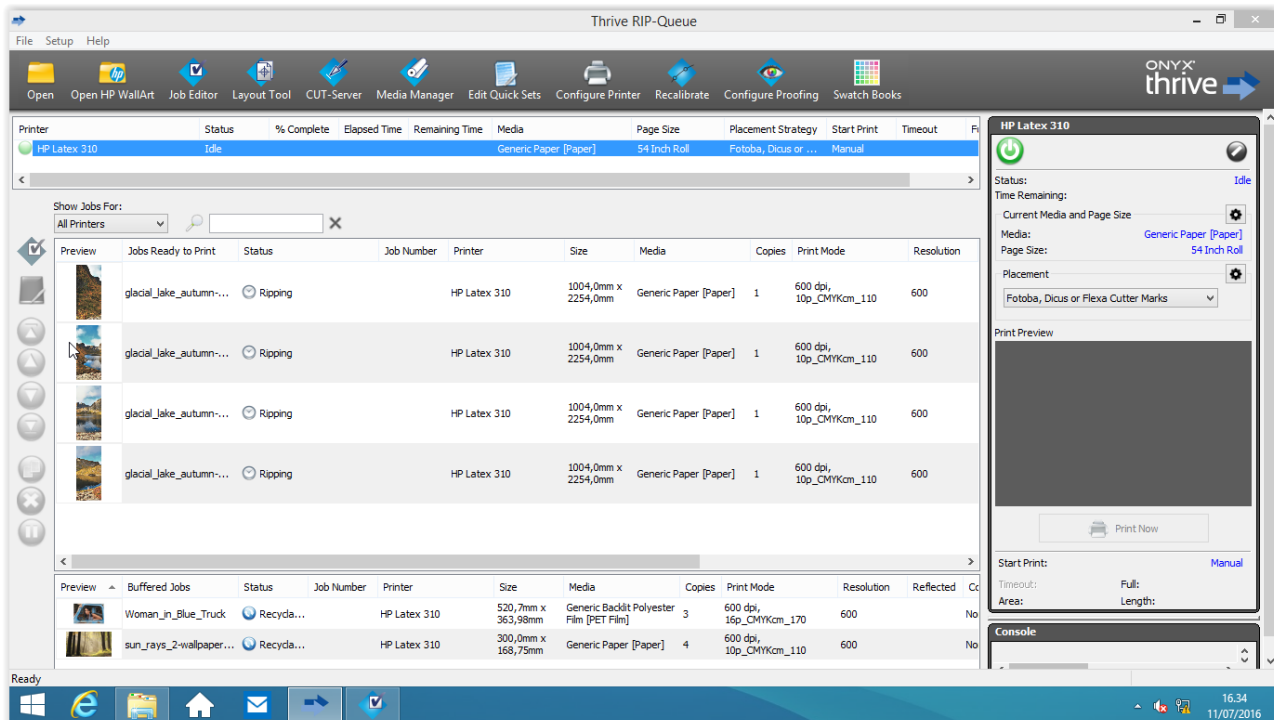 Thrive RIP-Queue
File Setup Help
Open Open HP WallArt Job Editor Layout Tool CUT-Server Media Manager Edit Quick Sets Configure Printer Recalibrate Configure Proofing Swatch Books
ONYX
thrive
Printer Status % Complete Elapsed Time Remaining Time Media Page Size Placement Strategy Start Print Timeout
HP Latex 310 Idle Generic Paper [Paper] 54 Inch Roll Fotoba, Dicus or ... Manual
Show Jobs For:
All Printers
Preview Jobs Ready to Print Status Job Number Printer Size Media Copies Print Mode Resolution
glacial_lake_autumn-... Ripping HP Latex 310 1004,0mm x 2254,0mm Generic Paper [Paper] 1 600 dpi, 10p_CMYKcm_110 600
glacial_lake_autumn-... Ripping HP Latex 310 1004,0mm x 2254,0mm Generic Paper [Paper] 1 600 dpi, 10p_CMYKcm_110 600
glacial_lake_autumn-... Ripping HP Latex 310 1004,0mm x 2254,0mm Generic Paper [Paper] 1 600 dpi, 10p_CMYKcm_110 600
glacial_lake_autumn-... Ripping HP Latex 310 1004,0mm x 2254,0mm Generic Paper [Paper] 1 600 dpi, 10p_CMYKcm_110 600
Preview Buffered Jobs Status Job Number Printer Size Media Copies Print Mode Resolution Reflected
Woman_in_Blue_Truck Recycla... HP Latex 310 520,7mm x 363,98mm Generic Backlit Polyester Film [PET Film] 3 600 dpi, 16p_CMYKcm_170 600 No
sun_rays_2-wallpaper... Recycla... HP Latex 310 300,0mm x 168,75mm Generic Paper [Paper] 4 600 dpi, 10p_CMYKcm_110 600 No
HP Latex 310
Status: Idle
Time Remaining:
Current Media and Page Size
Media: Generic Paper [Paper]
Page Size: 54 Inch Roll
Placement
Fotoba, Dicus or Flexa Cutter Marks
Print Preview
Print Now
Start Print: Manual
Timeout: Full:
Area: Length:
Console
Ready
16.34
11/07/2016